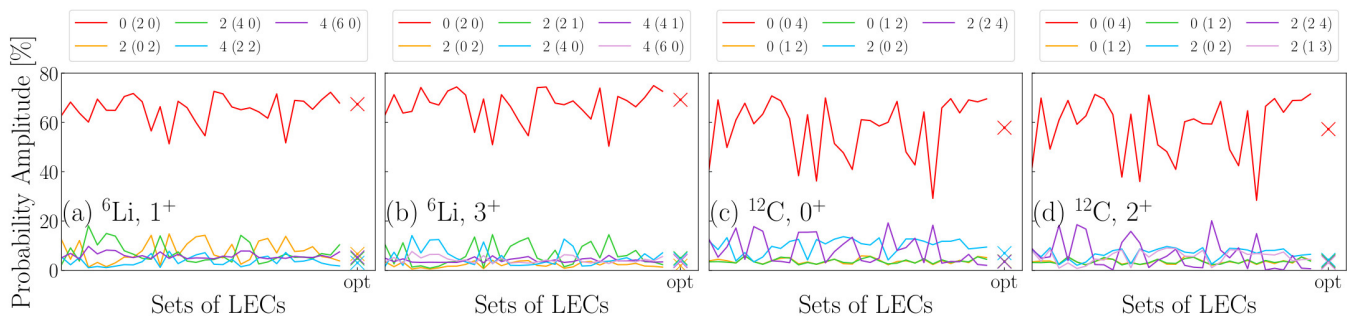 0 (2 0) 2 (4 0) 4 (6 0)
2 (0 2) 4 (2 2)
0 (2 0) 2 (2 1) 4 (4 1)
2 (0 2) 2 (4 0) 4 (6 0)
0 (0 4) 0 (1 2) 2 (2 4)
0 (1 2) 2 (0 2)
0 (0 4) 0 (1 2) 2 (2 4)
0 (1 2) 2 (0 2) 2 (1 3)
Probability Amplitude [%]
80
60
40
20
0
(a) ⁶Li, 1⁺
(b) ⁶Li, 3⁺
(c) ¹²C, 0⁺
(d) ¹²C, 2⁺
Sets of LECs opt
Sets of LECs opt
Sets of LECs opt
Sets of LECs opt